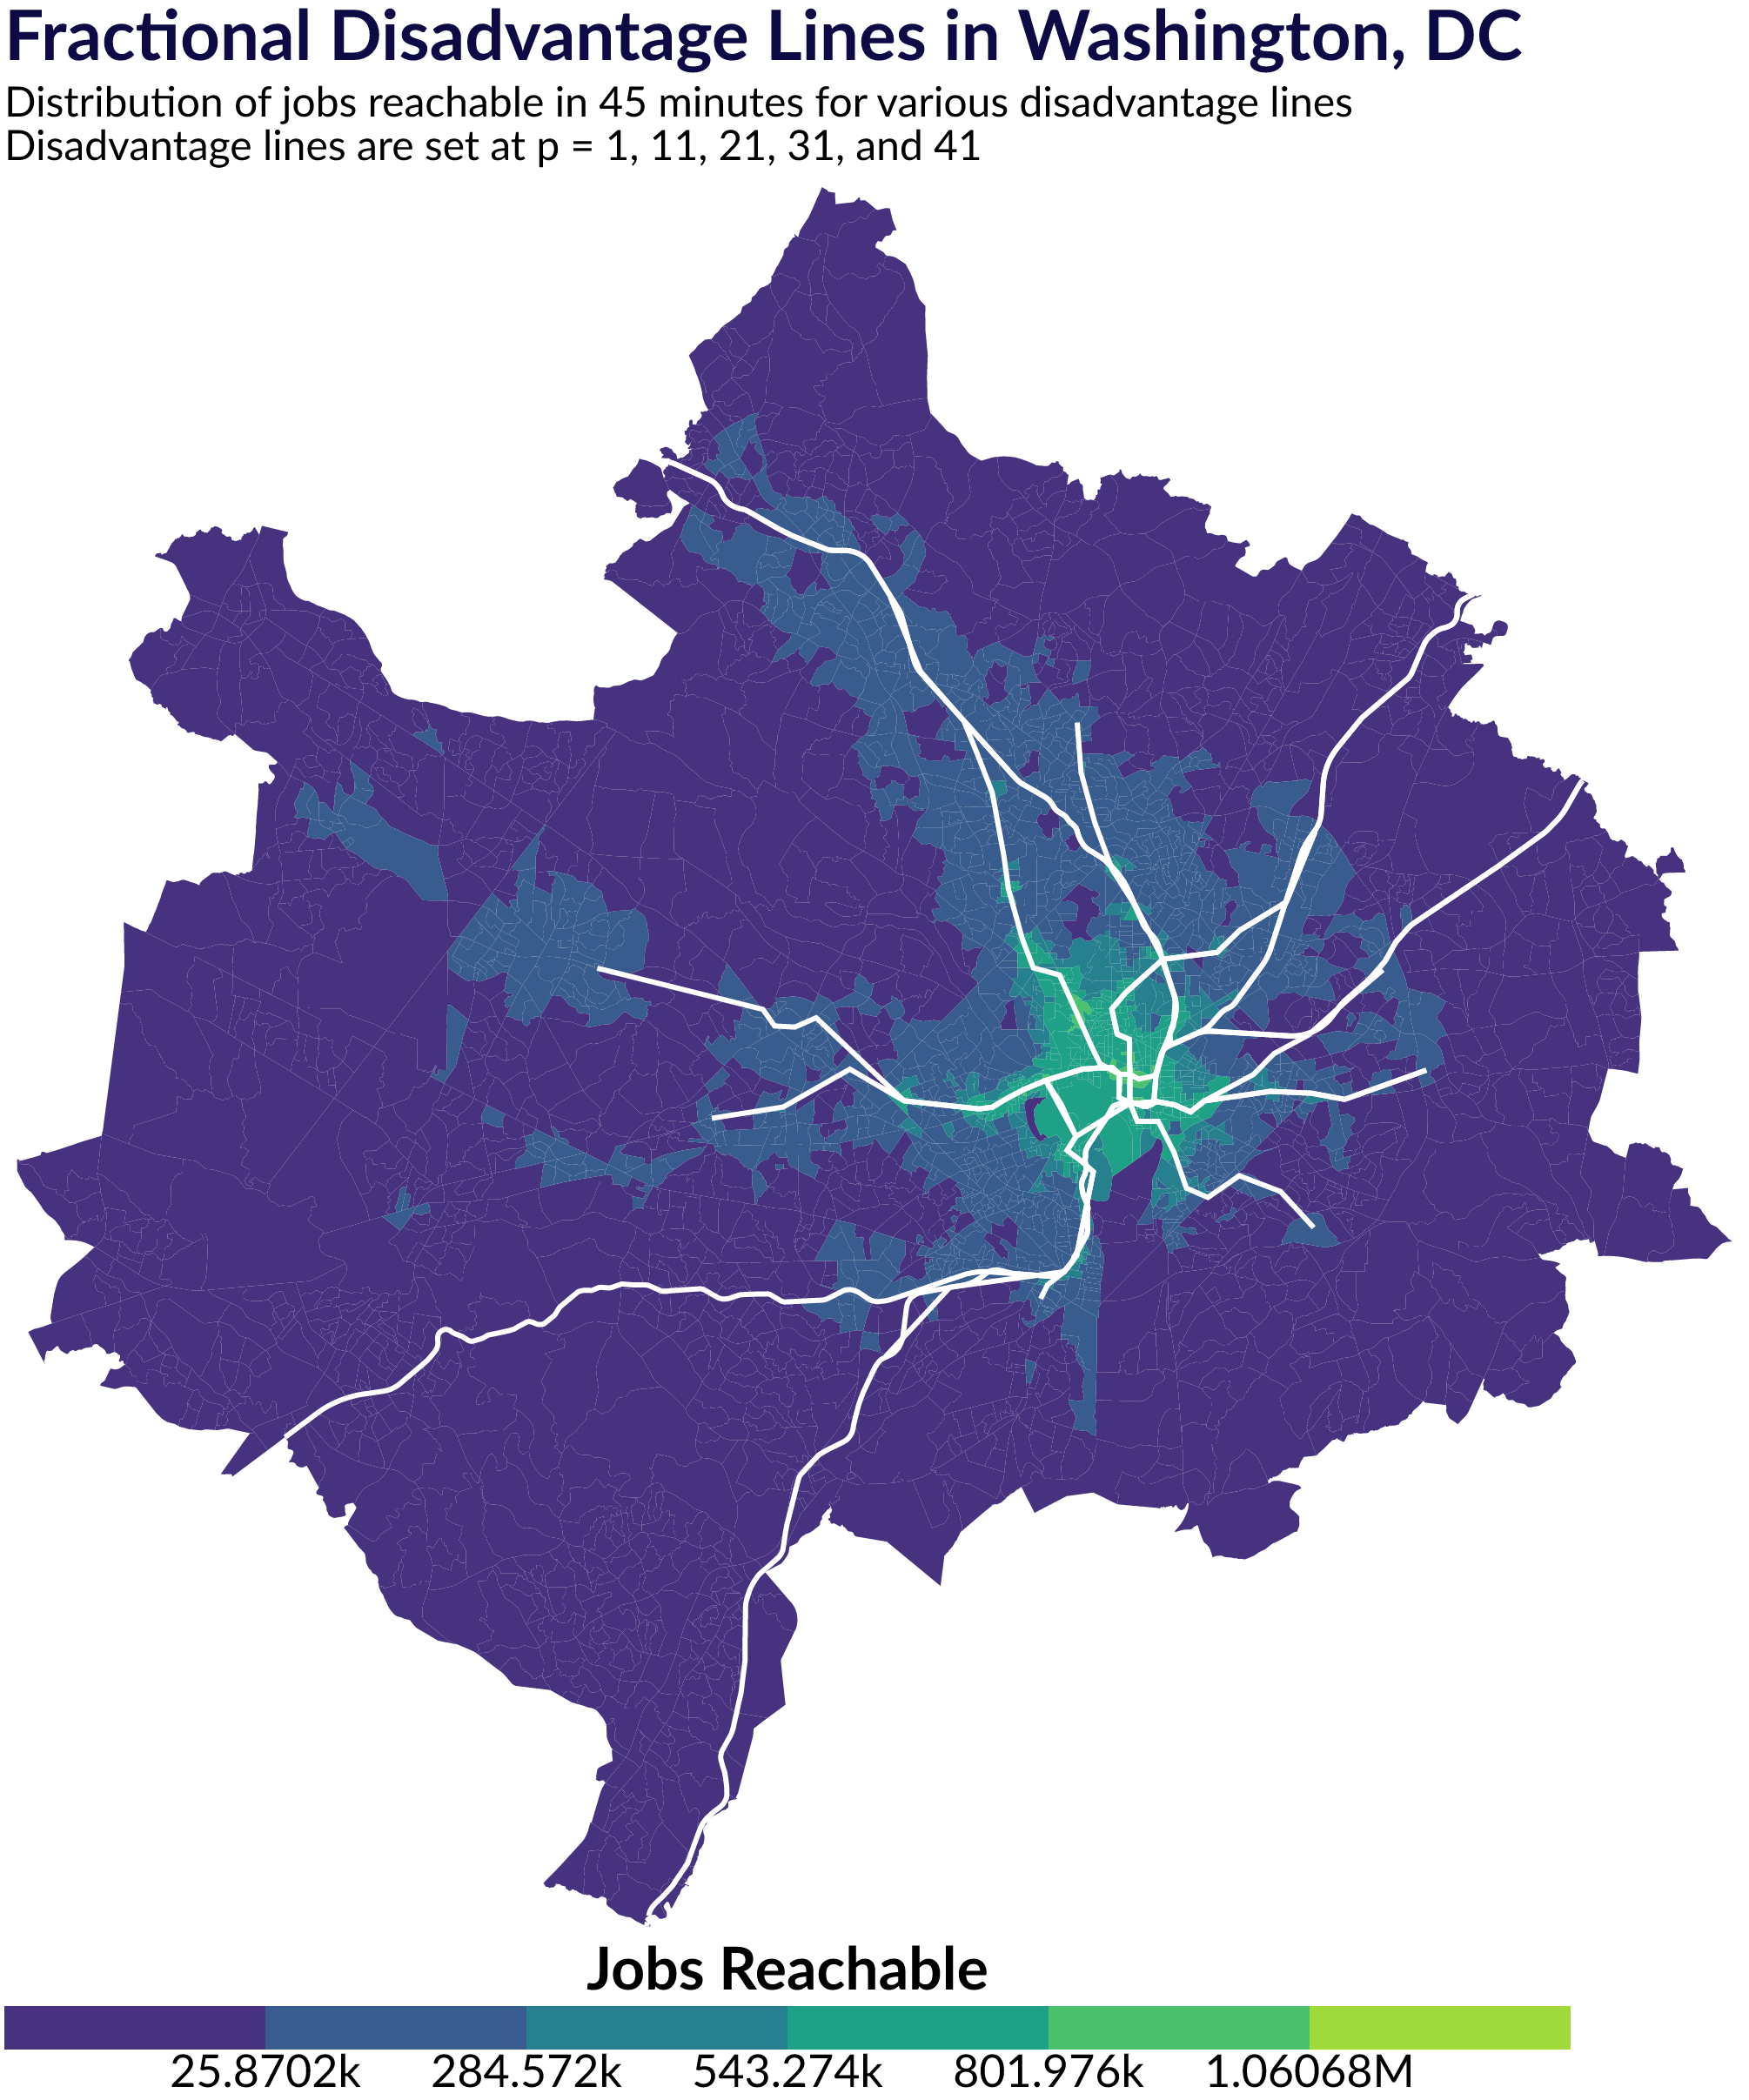 Fractional Disadvantage Lines in Washington, DC
Distribution of jobs reachable in 45 minutes for various disadvantage lines
Disadvantage lines are set at p = 1, 11, 21, 31, and 41
Jobs Reachable
25.8702k 284.572k 543.274k 801.976k 1.06068M